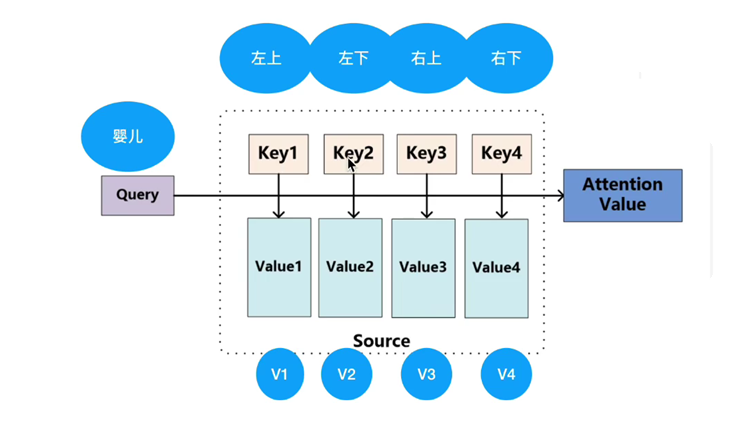 左上 左下 右上 右下
婴儿
Key1 Key2 Key3 Key4
Query
Attention
Value
Value1 Value2 Value3 Value4
Source
V1 V2 V3 V4